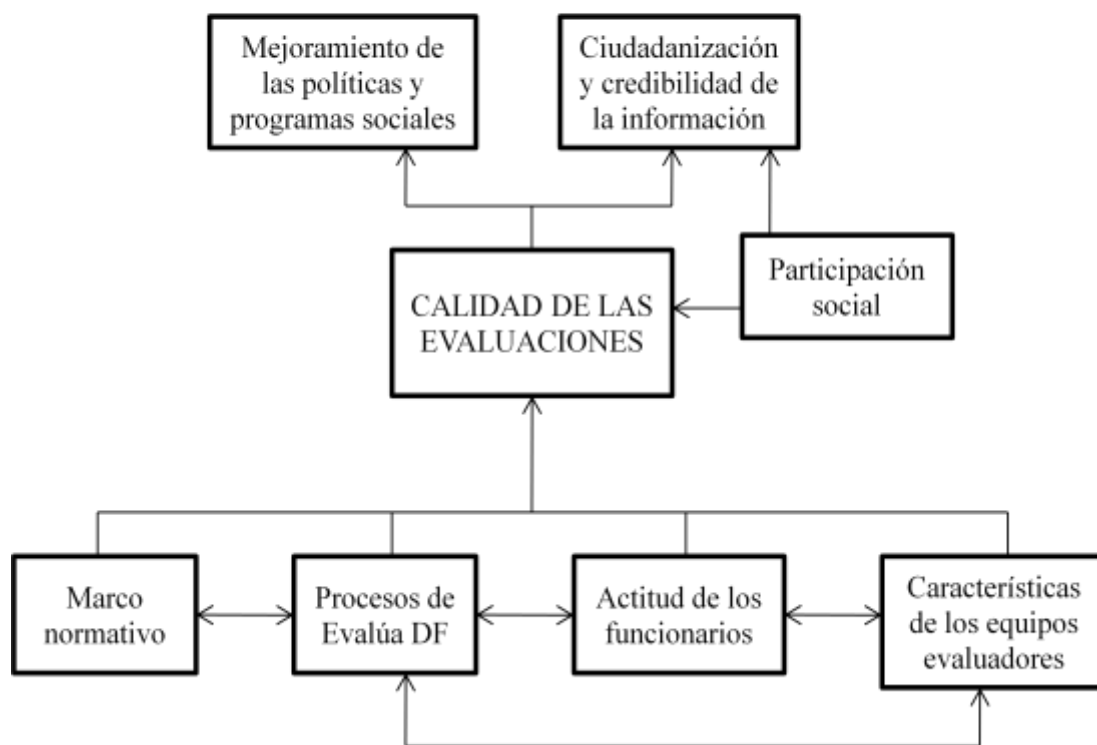 Mejoramiento de
las políticas y
programas sociales
Ciudadanización
y credibilidad de
la información
Participación
social
CALIDAD DE LAS
EVALUACIONES
Marco
normativo
Procesos de
Evalúa DF
Actitud de los
funcionarios
Características
de los equipos
evaluadores